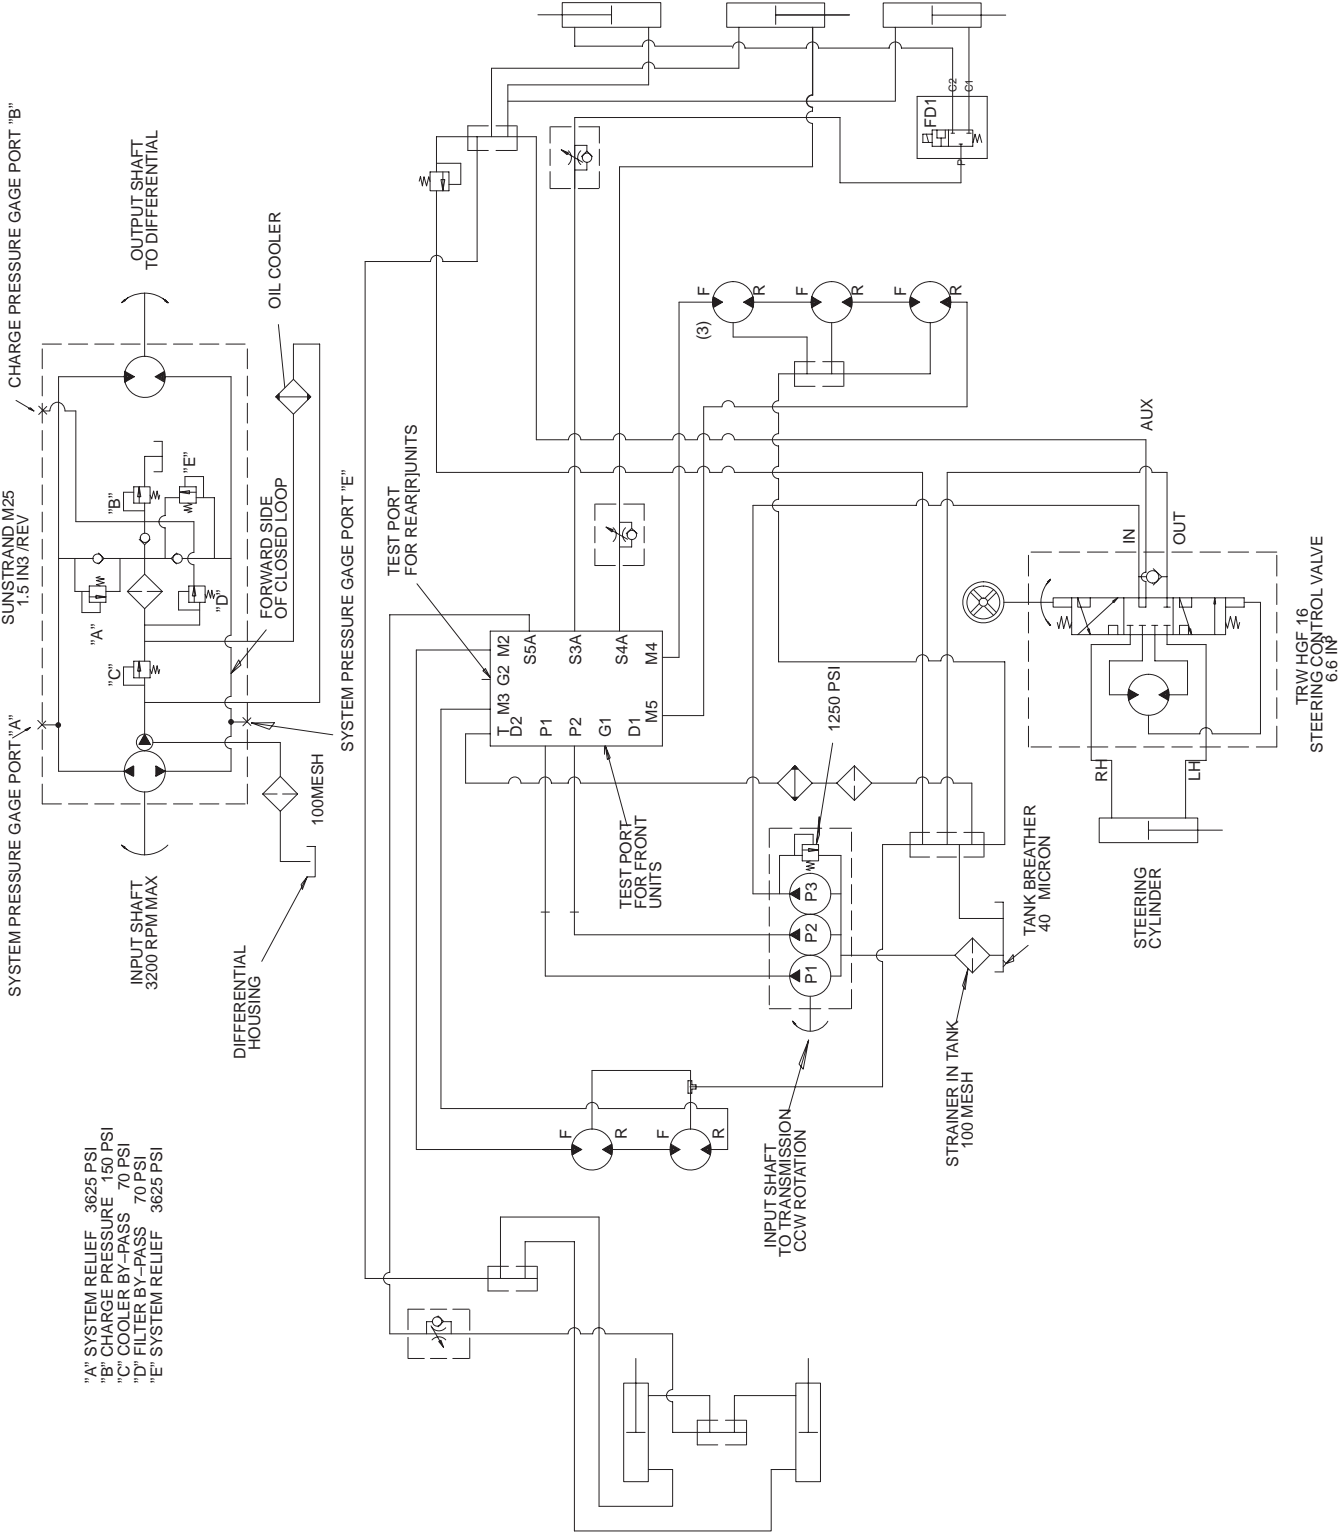 "A" SYSTEM RELIEF 3625 PSI
"B" CHARGE PRESSURE 150 PSI
"C" COOLER BY–PASS 70 PSI
"D" FILTER BY–PASS 70 PSI
"E" SYSTEM RELIEF 3625 PSI
SYSTEM PRESSURE GAGE PORT "A"
SUNSTRAND M25
1.5 IN3 /REV
CHARGE PRESSURE GAGE PORT "B"
INPUT SHAFT
3200 RPM MAX
OUTPUT SHAFT
TO DIFFERENTIAL
"A"
"B"
"C"
"D"
"E"
FORWARD SIDE
OF CLOSED LOOP
OIL COOLER
100MESH
DIFFERENTIAL
HOUSING
SYSTEM PRESSURE GAGE PORT "E"
TEST PORT
FOR REAR[R]UNITS
T
D2
M3
G2
M2
S5A
P1
P2
S3A
G1
S4A
D1
M5
M4
TEST PORT
FOR FRONT
UNITS
1250 PSI
P1
P2
P3
INPUT SHAFT
TO TRANSMISSION
CCW ROTATION
F
R
F
R
(3)
F
R
F
R
F
R
FD1
C2
C1
P
STRAINER IN TANK
100 MESH
TANK BREATHER
40 MICRON
STEERING
CYLINDER
RH
LH
IN
OUT
AUX
TRW HGF 16
STEERING CONTROL VALVE
6.6 IN3